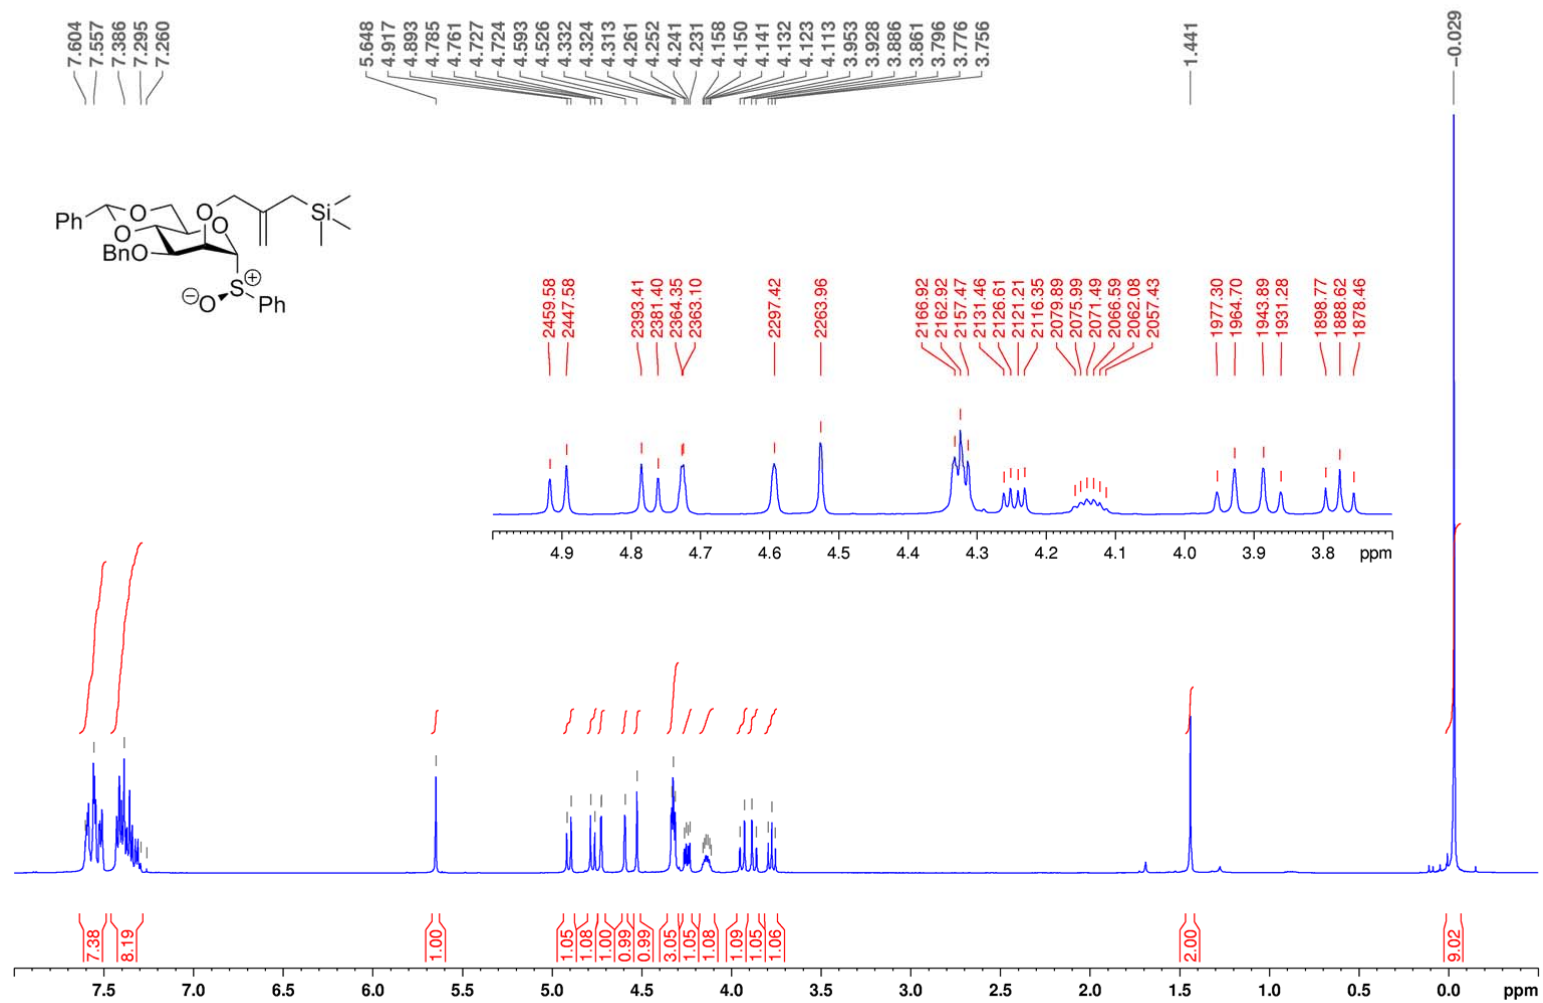 7.604 7.557 7.386 7.295 7.260 5.648 4.917 4.893 4.785 4.761 4.727 4.724 4.593 4.526 4.332 4.324 4.313 4.261 4.252 4.241 4.231 4.158 4.150 4.141 4.132 4.123 4.113 3.953 3.928 3.886 3.861 3.796 3.776 3.756 1.441 −0.029
Ph O O O O BnO Si S ⊕ ⊖O Ph
2459.58 2447.58 2393.41 2381.40 2364.35 2363.10 2297.42 2263.96 2166.92 2162.92 2157.47 2131.46 2126.61 2121.21 2116.35 2079.89 2075.99 2071.49 2066.59 2062.08 2057.43 1977.30 1964.70 1943.89 1931.28 1898.77 1888.62 1878.46
4.9 4.8 4.7 4.6 4.5 4.4 4.3 4.2 4.1 4.0 3.9 3.8 ppm
7.38 8.19 1.00 1.05 1.08 1.00 0.99 0.99 3.05 1.05 1.08 1.09 1.05 1.06 2.00 9.02
7.5 7.0 6.5 6.0 5.5 5.0 4.5 4.0 3.5 3.0 2.5 2.0 1.5 1.0 0.5 0.0 ppm